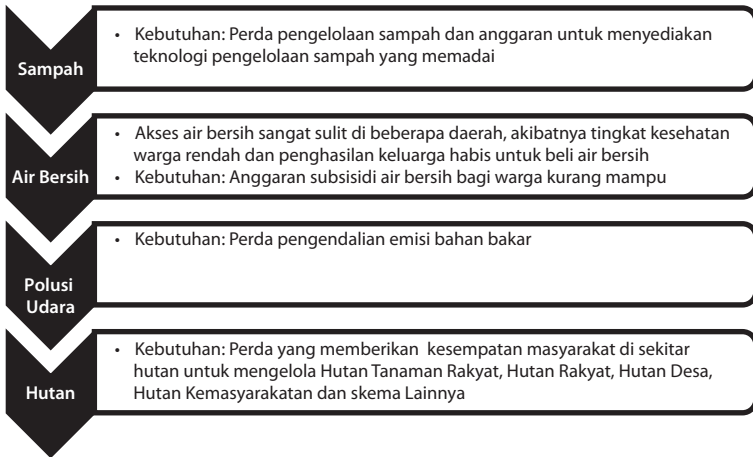 Sampah
• Kebutuhan: Perda pengelolaan sampah dan anggaran untuk menyediakan
teknologi pengelolaan sampah yang memadai
Air Bersih
• Akses air bersih sangat sulit di beberapa daerah, akibatnya tingkat kesehatan
warga rendah dan penghasilan keluarga habis untuk beli air bersih
• Kebutuhan: Anggaran subsisidi air bersih bagi warga kurang mampu
Polusi
Udara
• Kebutuhan: Perda pengendalian emisi bahan bakar
Hutan
• Kebutuhan: Perda yang memberikan kesempatan masyarakat di sekitar
hutan untuk mengelola Hutan Tanaman Rakyat, Hutan Rakyat, Hutan Desa,
Hutan Kemasyarakatan dan skema Lainnya